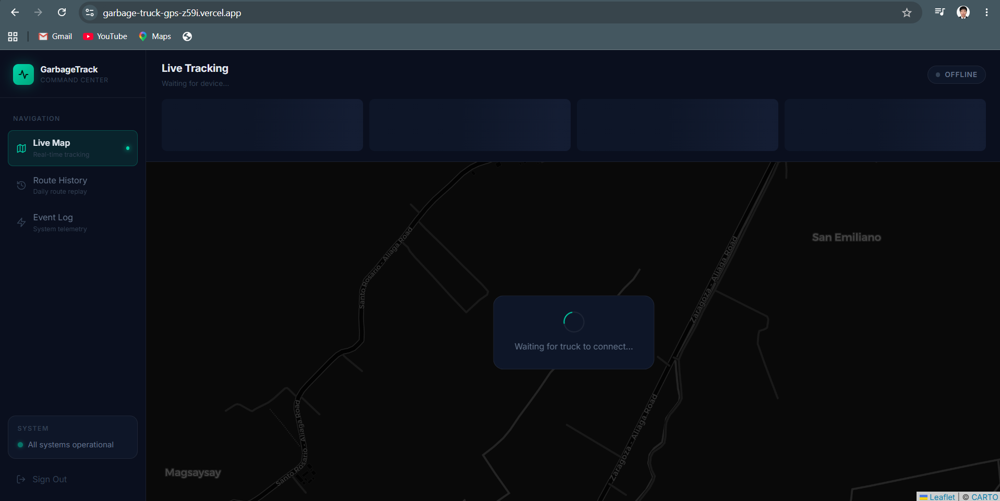 garbage-truck-gps-z59i.vercel.app
Gmail
YouTube
Maps
GarbageTrack
COMMAND CENTER
NAVIGATION
Live Map
Real-time tracking
Route History
Daily route replay
Event Log
System telemetry
SYSTEM
All systems operational
Sign Out
Live Tracking
Waiting for device...
OFFLINE
Santo Rosario - Aliaga Road
Zaragoza - Aliaga Road
San Emiliano
Waiting for truck to connect...
Santo Rosario - Aliaga Road
Zaragoza - Aliaga Road
Magsaysay
Leaflet | © CARTO